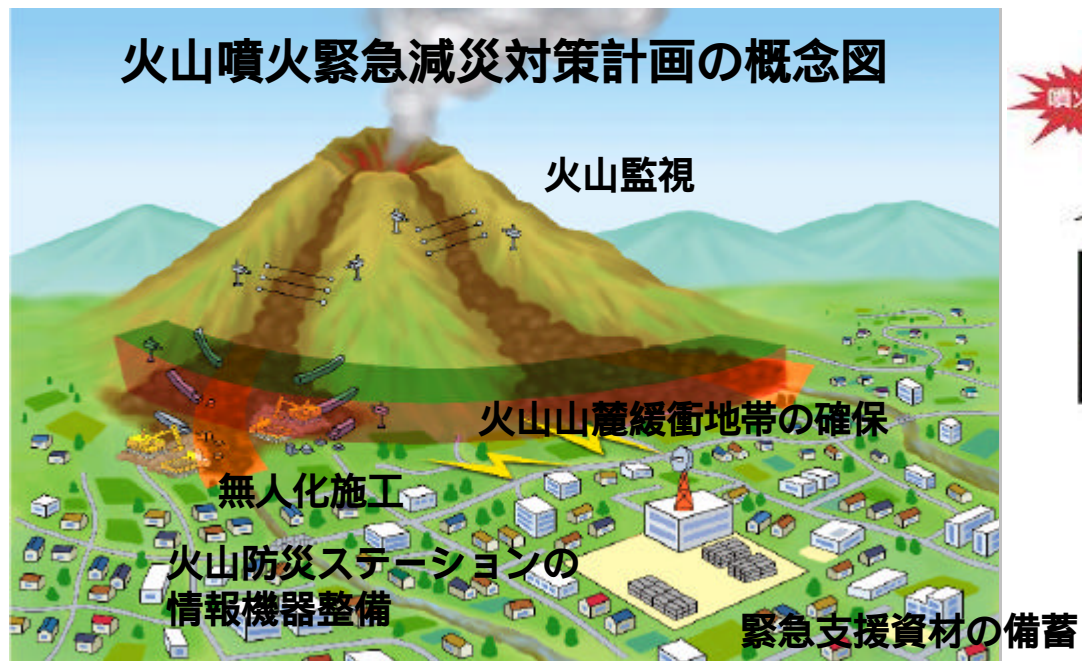 火山噴火緊急減災対策計画の概念図
火山監視
火山山麓緩衝地帯の確保
無人化施工
火山防災ステーションの
情報機器整備
緊急支援資材の備蓄